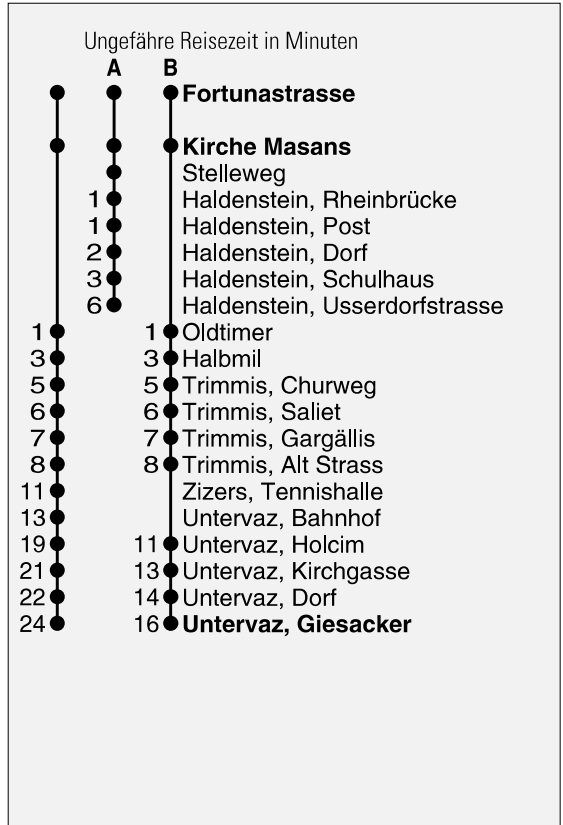 Ungefähre Reisezeit in Minuten
A B
Fortunastrasse
Kirche Masans
Stelleweg
1 Haldenstein, Rheinbrücke
1 Haldenstein, Post
2 Haldenstein, Dorf
3 Haldenstein, Schulhaus
6 Haldenstein, Usserdorfstrasse
1 1 Oldtimer
3 3 Halbmil
5 5 Trimmis, Churweg
6 6 Trimmis, Saliet
7 7 Trimmis, Gargällis
8 8 Trimmis, Alt Strass
11 Zizers, Tennishalle
13 Untervaz, Bahnhof
19 11 Untervaz, Holcim
21 13 Untervaz, Kirchgasse
22 14 Untervaz, Dorf
24 16 Untervaz, Giesacker